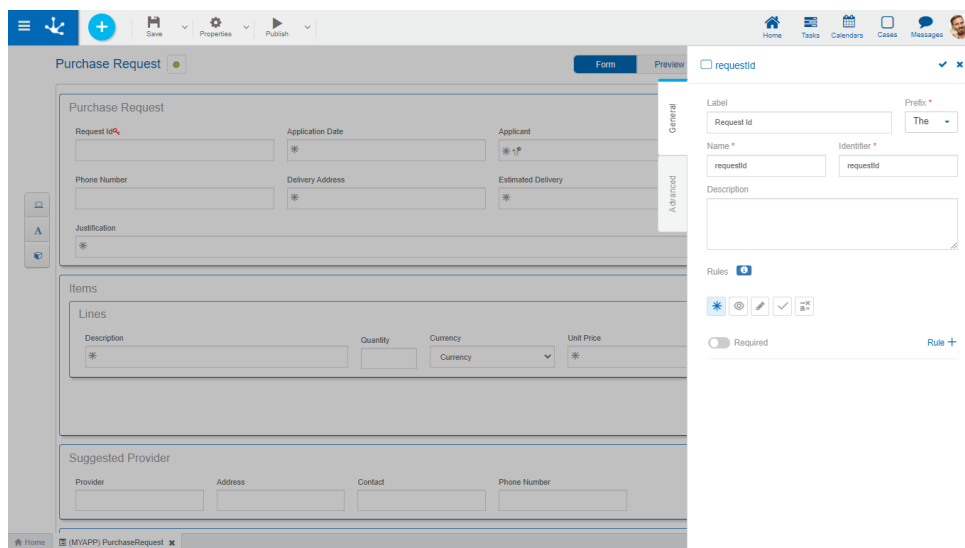 Save
Properties
Publish
Home
Tasks
Calendars
Cases
Messages
Purchase Request
Form
Preview
Purchase Request
Request Id
Application Date
Applicant
Phone Number
Delivery Address
Estimated Delivery
Justification
Items
Lines
Description
Quantity
Currency
Unit Price
Currency
Suggested Provider
Provider
Address
Contact
Phone Number
Home
(MYAPP) PurchaseRequest
General
Advanced
requestId
Label
Prefix *
Request Id
The
Name *
Identifier *
requestId
requestId
Description
Rules
Required
Rule